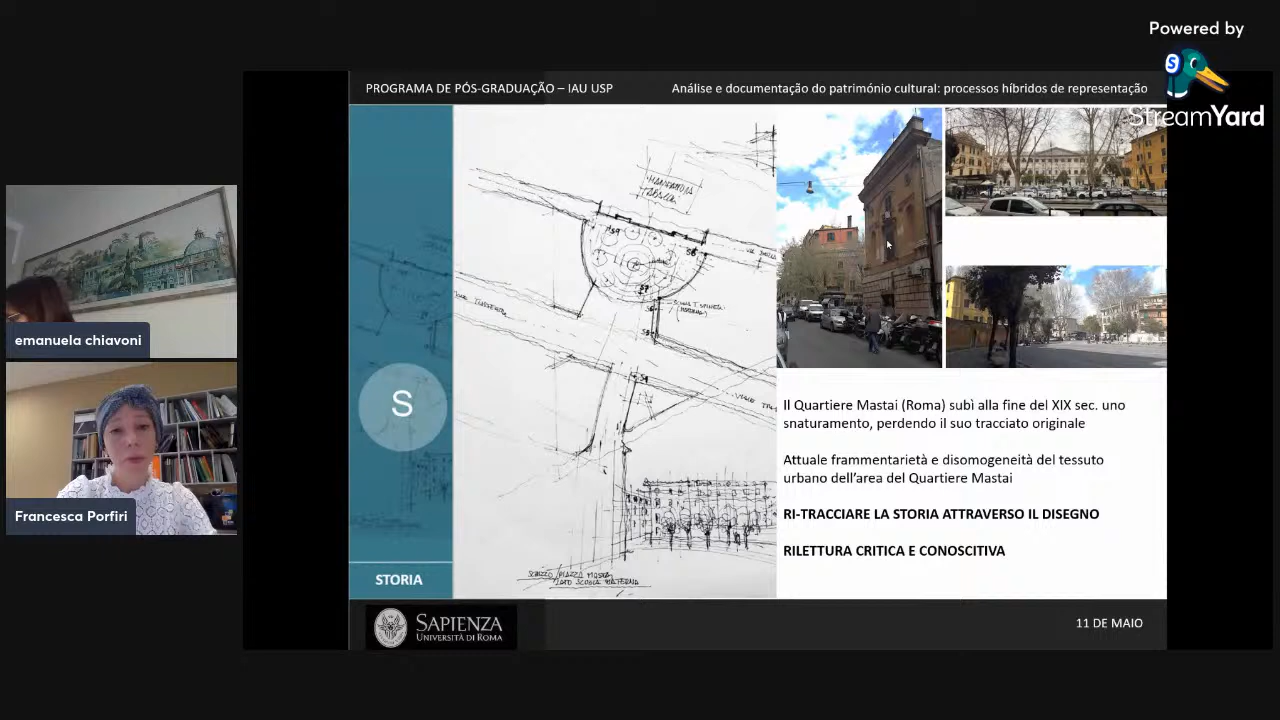 Powered by
StreamYard
PROGRAMA DE PÓS-GRADUAÇÃO – IAU USP
Análise e documentação do património cultural: processos híbridos de representação
emanuela chiavoni
Francesca Porfiri
S
STORIA
Il Quartiere Mastai (Roma) subì alla fine del XIX sec. uno
snaturamento, perdendo il suo tracciato originale
Attuale frammentarietà e disomogeneità del tessuto
urbano dell'area del Quartiere Mastai
RI-TRACCIARE LA STORIA ATTRAVERSO IL DISEGNO
RILETTURA CRITICA E CONOSCITIVA
SAPIENZA
UNIVERSITÀ DI ROMA
11 DE MAIO